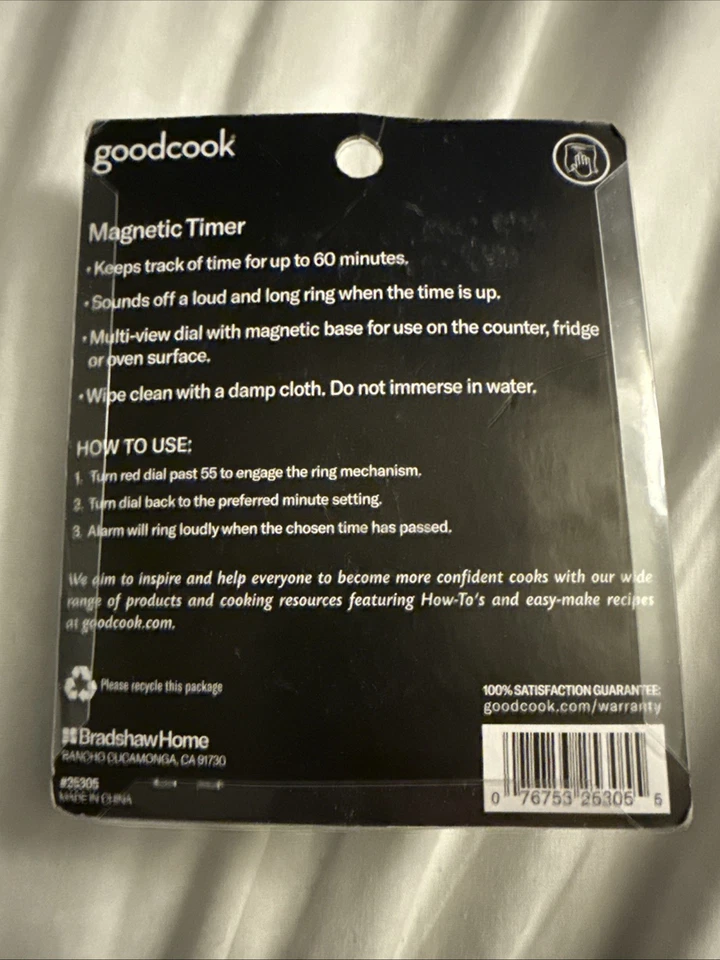 goodcook
Magnetic Timer
• Keeps track of time for up to 60 minutes.
• Sounds off a loud and long ring when the time is up.
• Multi-view dial with magnetic base for use on the counter, fridge
or oven surface.
• Wipe clean with a damp cloth. Do not immerse in water.
HOW TO USE:
1. Turn red dial past 55 to engage the ring mechanism.
2. Turn dial back to the preferred minute setting.
3. Alarm will ring loudly when the chosen time has passed.
We aim to inspire and help everyone to become more confident cooks with our wide
range of products and cooking resources featuring How-To's and easy-make recipes
at goodcook.com.
Please recycle this package
100% SATISFACTION GUARANTEE:
goodcook.com/warranty
BradshawHome
RANCHO CUCAMONGA, CA 91730
#25305
MADE IN CHINA
0 76753 25305 5